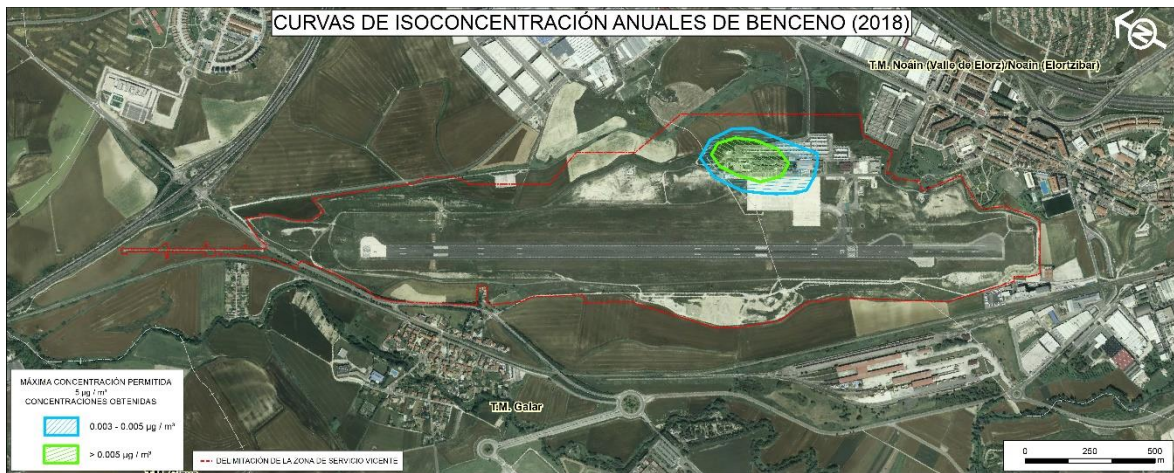 CURVAS DE ISOCONCENTRACIÓN ANUALES DE BENCENO (2018)
N
T.M. Noáin (Valle de Elorz)/Noain (Elortzibar)
T.M. Galar
MÁXIMA CONCENTRACIÓN PERMITIDA
5 µg / m³
CONCENTRACIONES OBTENIDAS
0.003 - 0.005 µg / m³
> 0.005 µg / m³
DELIMITACIÓN DE LA ZONA DE SERVICIO VICENTE
0 250 500
m